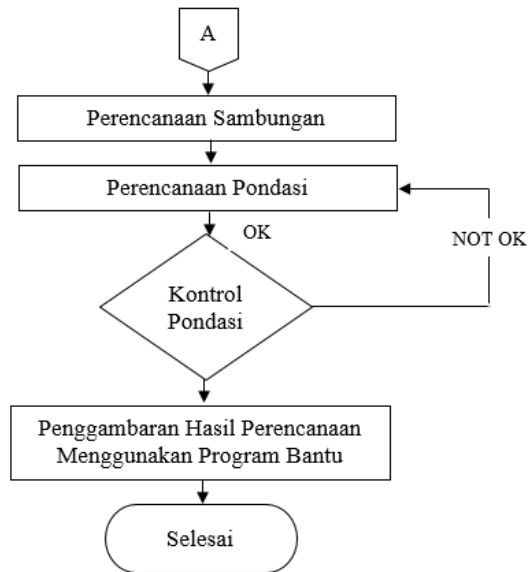 A
Perencanaan Sambungan
Perencanaan Pondasi
OK
NOT OK
Kontrol
Pondasi
Penggambaran Hasil Perencanaan
Menggunakan Program Bantu
Selesai